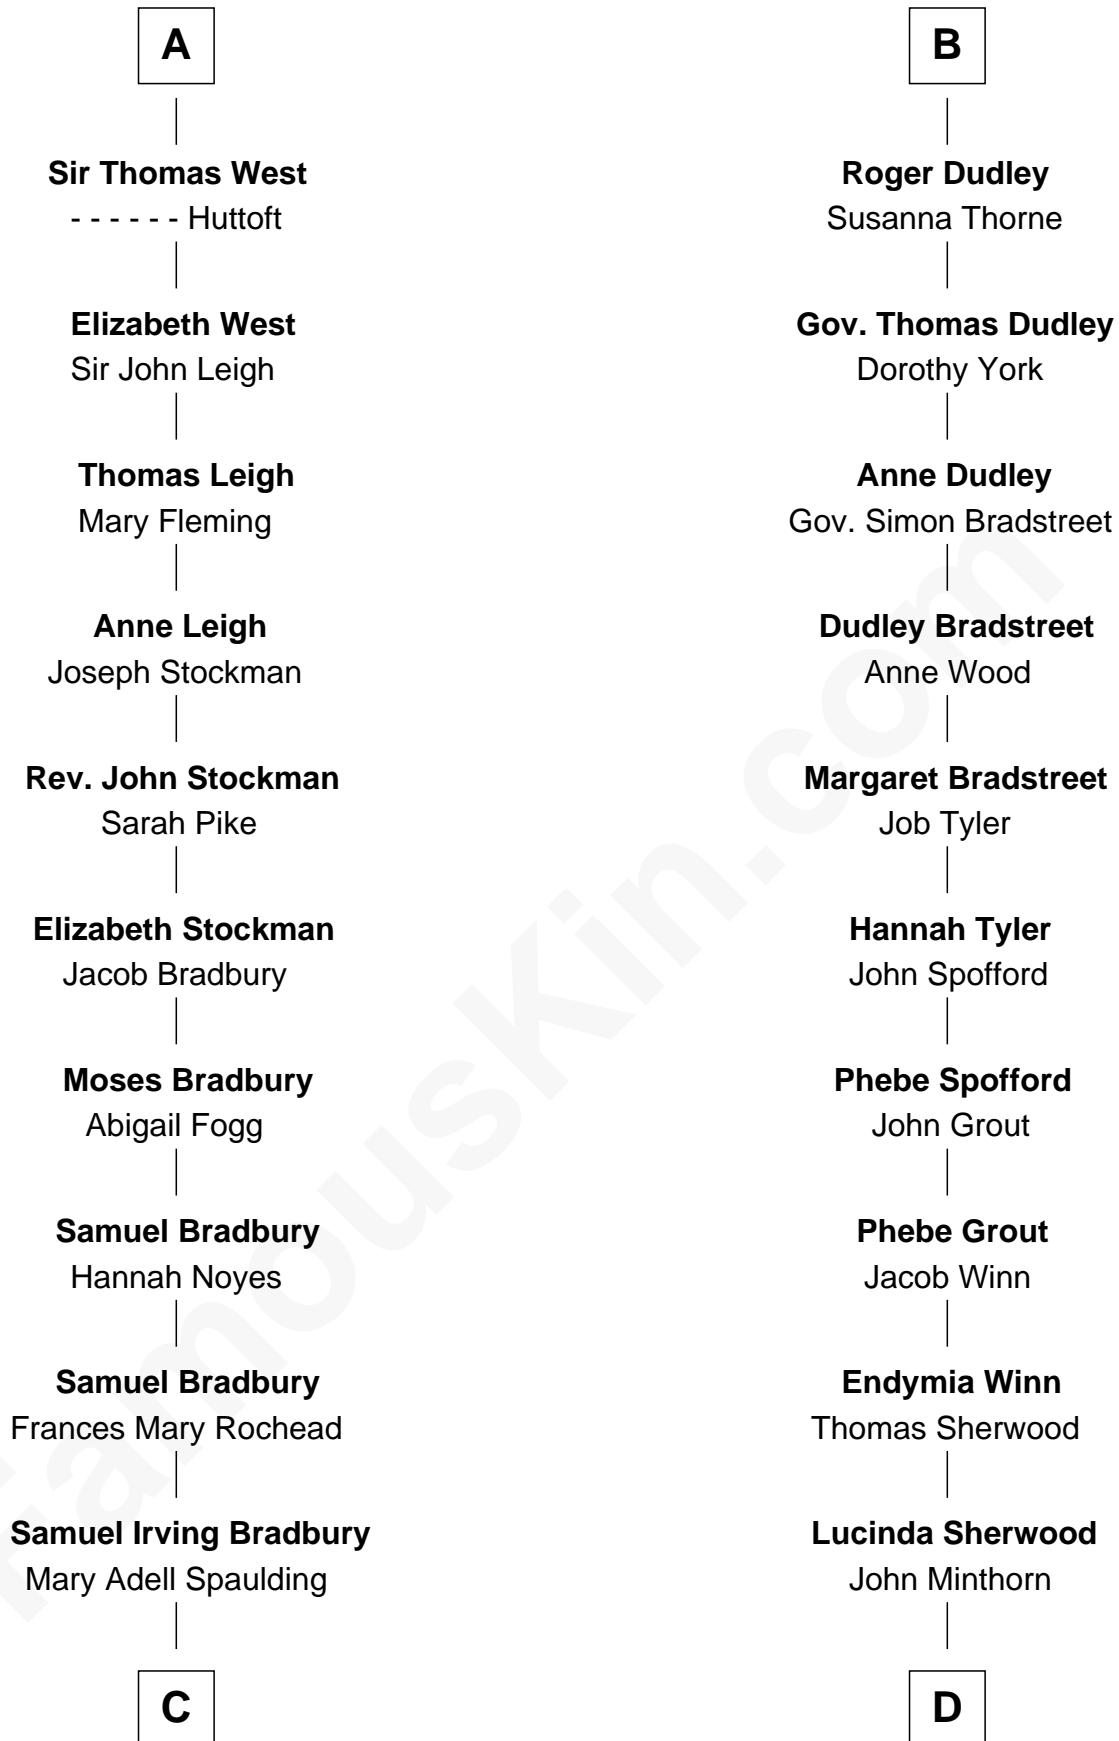 A
Sir Thomas West
- - - - - - Huttoft
Elizabeth West
Sir John Leigh
Thomas Leigh
Mary Fleming
Anne Leigh
Joseph Stockman
Rev. John Stockman
Sarah Pike
Elizabeth Stockman
Jacob Bradbury
Moses Bradbury
Abigail Fogg
Samuel Bradbury
Hannah Noyes
Samuel Bradbury
Frances Mary Rochead
Samuel Irving Bradbury
Mary Adell Spaulding
C
B
Roger Dudley
Susanna Thorne
Gov. Thomas Dudley
Dorothy York
Anne Dudley
Gov. Simon Bradstreet
Dudley Bradstreet
Anne Wood
Margaret Bradstreet
Job Tyler
Hannah Tyler
John Spofford
Phebe Spofford
John Grout
Phebe Grout
Jacob Winn
Endymia Winn
Thomas Sherwood
Lucinda Sherwood
John Minthorn
D
FamousKin.com